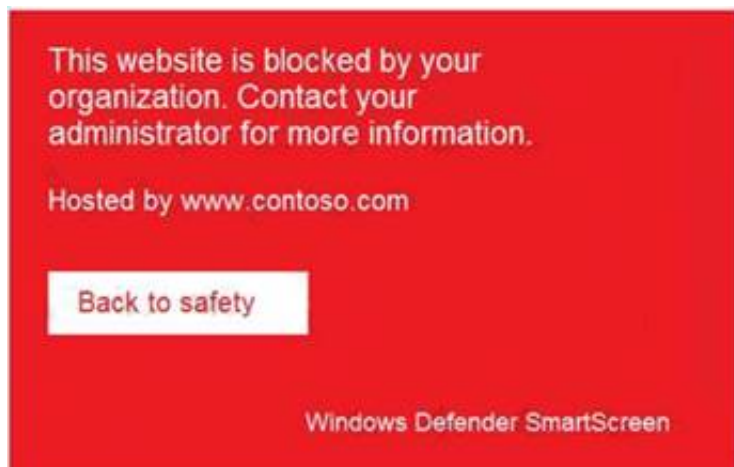 This website is blocked by your
organization. Contact your
administrator for more information.
Hosted by www.contoso.com
Back to safety
Windows Defender SmartScreen